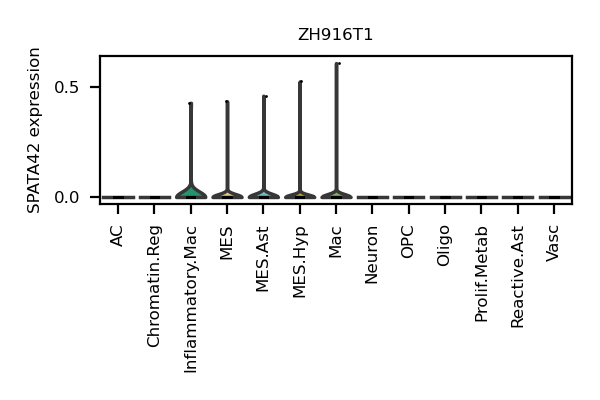 ZH916T1
SPATA42 expression
0.5
0.0
AC
Chromatin.Reg
Inflammatory.Mac
MES
MES.Ast
MES.Hyp
Mac
Neuron
OPC
Oligo
Prolif.Metab
Reactive.Ast
Vasc